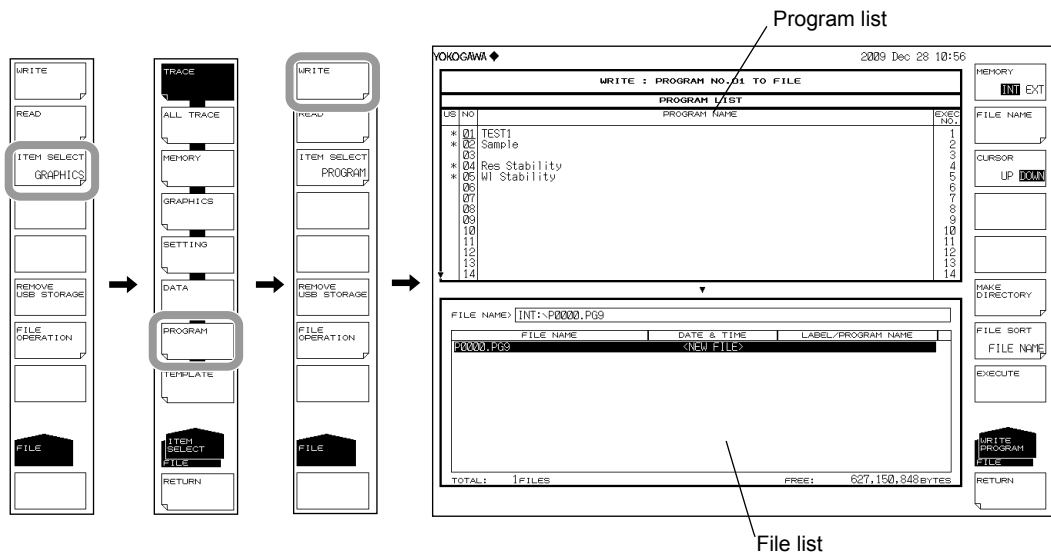 Program list
WRITE
READ
ITEM SELECT
GRAPHICS
REMOVE
USB STORAGE
FILE
OPERATION
FILE
TRACE
ALL TRACE
MEMORY
GRAPHICS
SETTING
DATA
PROGRAM
TEMPLATE
ITEM
SELECT
FILE
RETURN
WRITE
READ
ITEM SELECT
PROGRAM
REMOVE
USB STORAGE
FILE
OPERATION
FILE
YOKOGAWA ◆ 2009 Dec 28 10:56
WRITE : PROGRAM NO.01 TO FILE
PROGRAM LIST
US NO PROGRAM NAME EXEC NO.
* 01 TEST1 1
* 02 Sample 2
03 3
* 04 Res Stability 4
* 05 Wl Stability 5
06 6
07 7
08 8
09 9
10 10
11 11
12 12
13 13
14 14
FILE NAME> INT:\P0000.PG9
FILE NAME DATE & TIME LABEL/PROGRAM NAME
P0000.PG9 <NEW FILE>
TOTAL: 1FILES FREE: 627,150,848BYTES
MEMORY
INT EXT
FILE NAME
CURSOR
UP DOWN
MAKE
DIRECTORY
FILE SORT
FILE NAME
EXECUTE
WRITE
PROGRAM
FILE
RETURN
File list